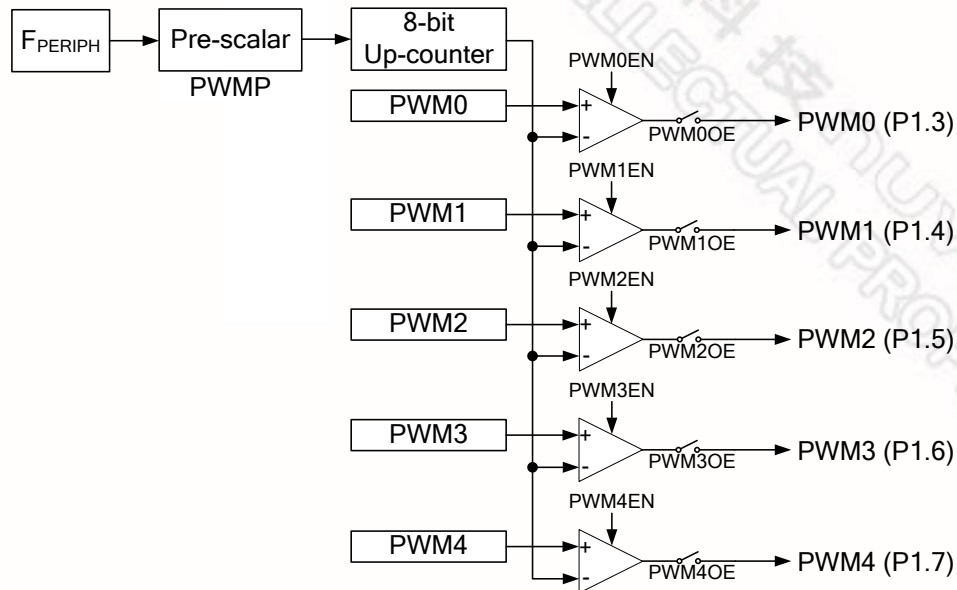 FPERIPH
Pre-scalar
PWMP
8-bit
Up-counter
PWM0
PWM0EN
+
-
PWM0OE
PWM0 (P1.3)
PWM1
PWM1EN
+
-
PWM1OE
PWM1 (P1.4)
PWM2
PWM2EN
+
-
PWM2OE
PWM2 (P1.5)
PWM3
PWM3EN
+
-
PWM3OE
PWM3 (P1.6)
PWM4
PWM4EN
+
-
PWM4OE
PWM4 (P1.7)
科 技